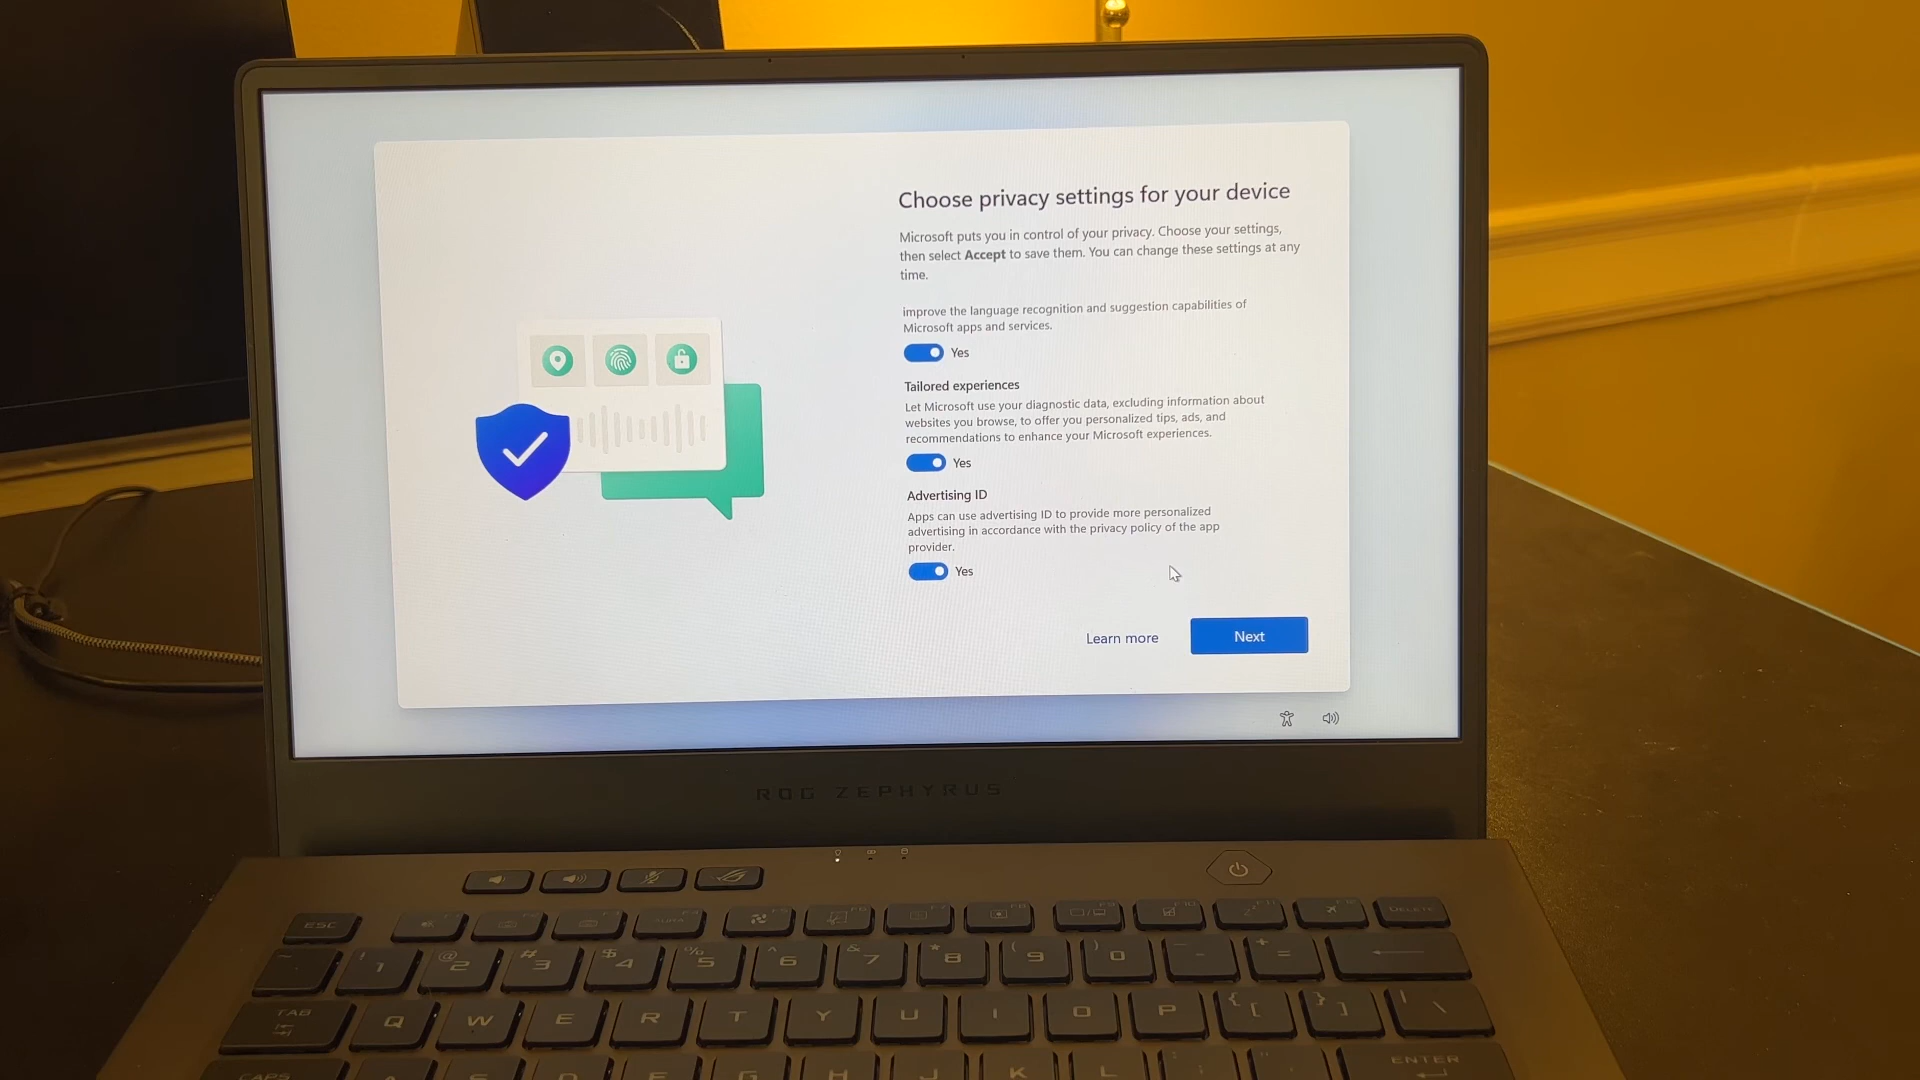 Choose privacy settings for your device
Microsoft puts you in control of your privacy. Choose your settings,
then select Accept to save them. You can change these settings at any
time.
improve the language recognition and suggestion capabilities of
Microsoft apps and services.
Yes
Tailored experiences
Let Microsoft use your diagnostic data, excluding information about
websites you browse, to offer you personalized tips, ads, and
recommendations to enhance your Microsoft experiences.
Yes
Advertising ID
Apps can use advertising ID to provide more personalized
advertising in accordance with the privacy policy of the app
provider.
Yes
Learn more
Next
ROG ZEPHYRUS
ESC
DELETE
! 1 @ 2 # 3 $ 4 % 5 ^ 6 & 7 * 8 ( 9 ) 0 - + =
TAB Q W E R T Y U I O P { [ } ] | \
CAPS K L ENTER